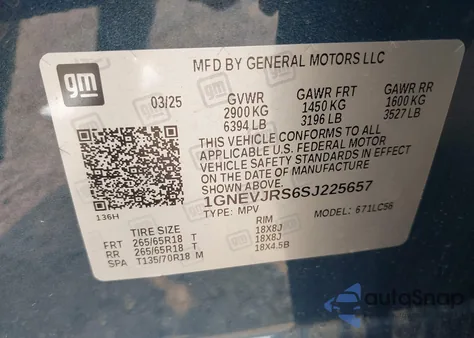 gm
MFD BY GENERAL MOTORS LLC
03/25 GVWR GAWR FRT GAWR RR
2900 KG 1450 KG 1600 KG
6394 LB 3196 LB 3527 LB
THIS VEHICLE CONFORMS TO ALL
APPLICABLE U.S. FEDERAL MOTOR
VEHICLE SAFETY STANDARDS IN EFFECT
ON THE DATE OF MANUFACTURE SHOWN ABOVE.
1GNEVJRS6SJ225657
136H TYPE: MPV MODEL: 671LC56
TIRE SIZE RIM
FRT 265/65R18 T 18X8J
RR 265/65R18 T 18X8J
SPA T135/70R18 M 18X4.5B
autoSnap